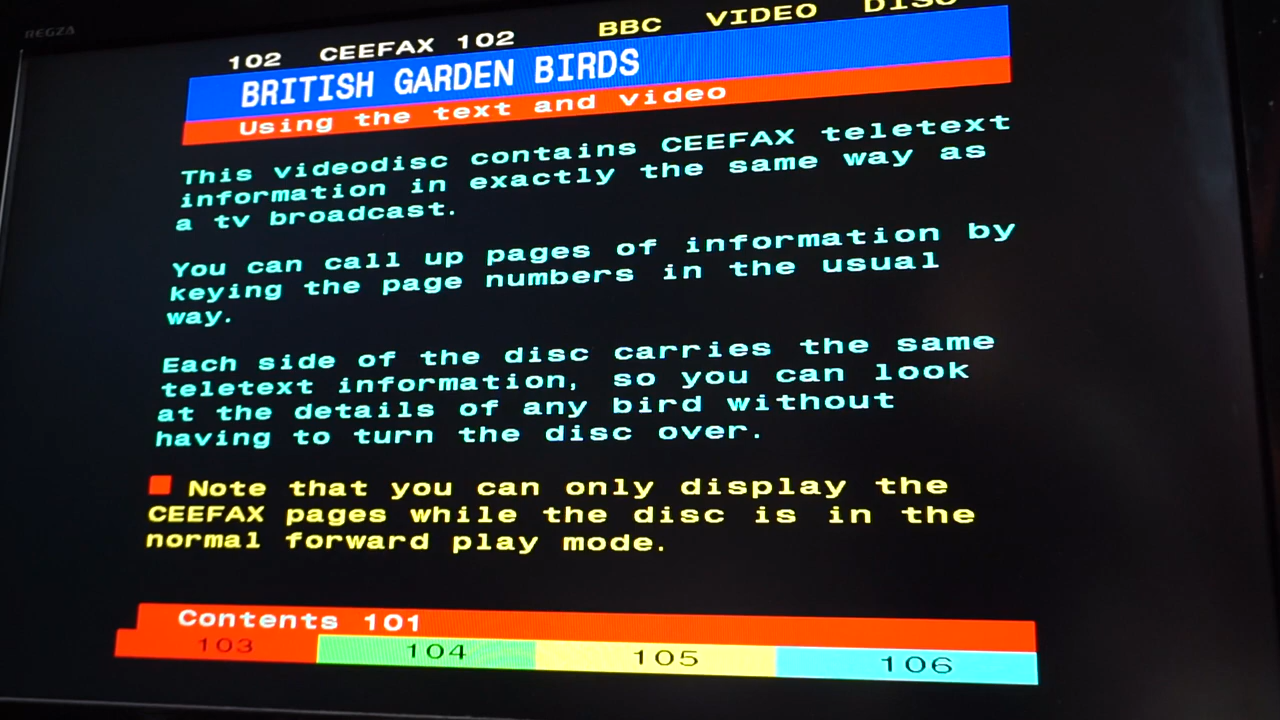 REGZA
102 CEEFAX 102 BBC VIDEO DISC
BRITISH GARDEN BIRDS
Using the text and video
This videodisc contains CEEFAX teletext
information in exactly the same way as
a tv broadcast.
You can call up pages of information by
keying the page numbers in the usual
way.
Each side of the disc carries the same
teletext information, so you can look
at the details of any bird without
having to turn the disc over.
Note that you can only display the
CEEFAX pages while the disc is in the
normal forward play mode.
Contents 101
103 104 105 106